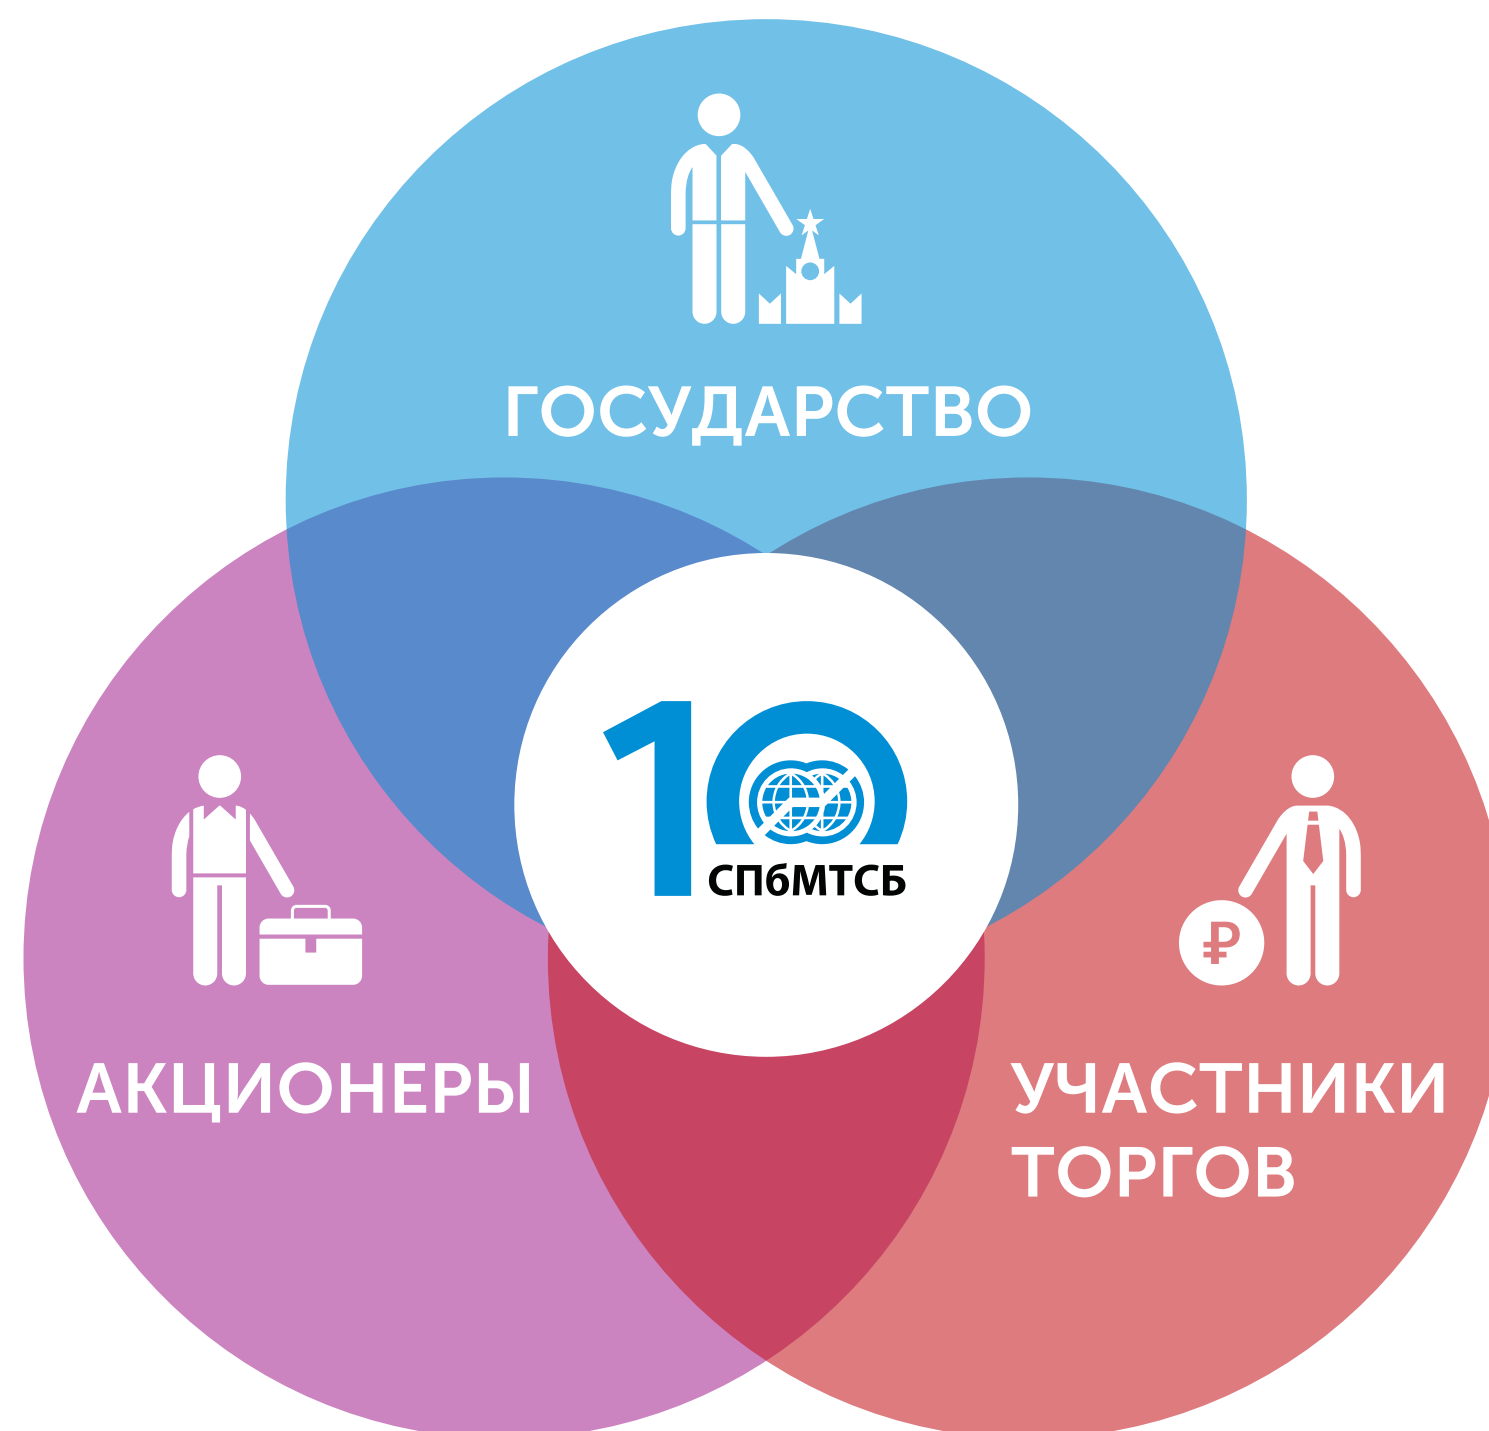 ГОСУДАРСТВО
10
СПбМТСБ
₽
АКЦИОНЕРЫ
УЧАСТНИКИ
ТОРГОВ